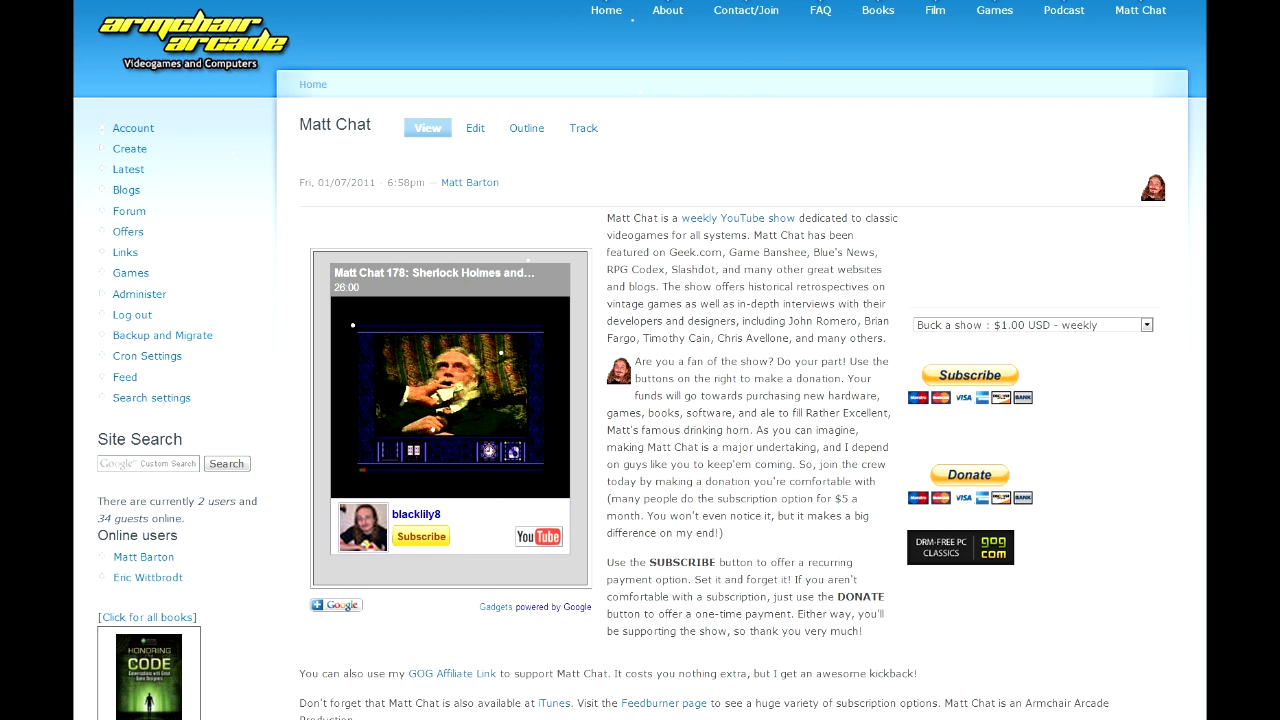 armchair
arcade
Videogames and Computers
Home About Contact/Join FAQ Books Film Games Podcast Matt Chat
Home
Account
Create
Latest
Blogs
Forum
Offers
Links
Games
Administer
Log out
Backup and Migrate
Cron Settings
Feed
Search settings
Site Search
Google™ Custom Search Search
There are currently 2 users and
34 guests online.
Online users
Matt Barton
Eric Wittbrodt
[Click for all books]
HONORING
the CODE
Matt Chat View Edit Outline Track
Fri, 01/07/2011 - 6:58pm — Matt Barton
Matt Chat 178: Sherlock Holmes and...
26:00
blacklily8
Subscribe
YouTube
Google
Gadgets powered by Google
Matt Chat is a weekly YouTube show dedicated to classic
videogames for all systems. Matt Chat has been
featured on Geek.com, Game Banshee, Blue's News,
RPG Codex, Slashdot, and many other great websites
and blogs. The show offers historical retrospectives on
vintage games as well as in-depth interviews with their
developers and designers, including John Romero, Brian
Fargo, Timothy Cain, Chris Avellone, and many others.
Are you a fan of the show? Do your part! Use the
buttons on the right to make a donation. Your
funds will go towards purchasing new hardware,
games, books, software, and ale to fill Rather Excellent,
Matt's famous drinking horn. As you can imagine,
making Matt Chat is a major undertaking, and I depend
on guys like you to keep'em coming. So, join the crew
today by making a donation you're comfortable with
(many people do the subscription option for $5 a
month. You won't even notice it, but it makes a big
difference on my end!)
Use the SUBSCRIBE button to offer a recurring
payment option. Set it and forget it! If you aren't
comfortable with a subscription, just use the DONATE
button to offer a one-time payment. Either way, you'll
be supporting the show, so thank you very much!
Buck a show : $1.00 USD - weekly
Subscribe
VISA BANK
Donate
VISA BANK
DRM-FREE PC
CLASSICS
gog
com
You can also use my GOG Affiliate Link to support Matt Chat. It costs you nothing extra, but I get an awesome kickback!
Don't forget that Matt Chat is also available at iTunes. Visit the Feedburner page to see a huge variety of subscription options. Matt Chat is an Armchair Arcade
Production.